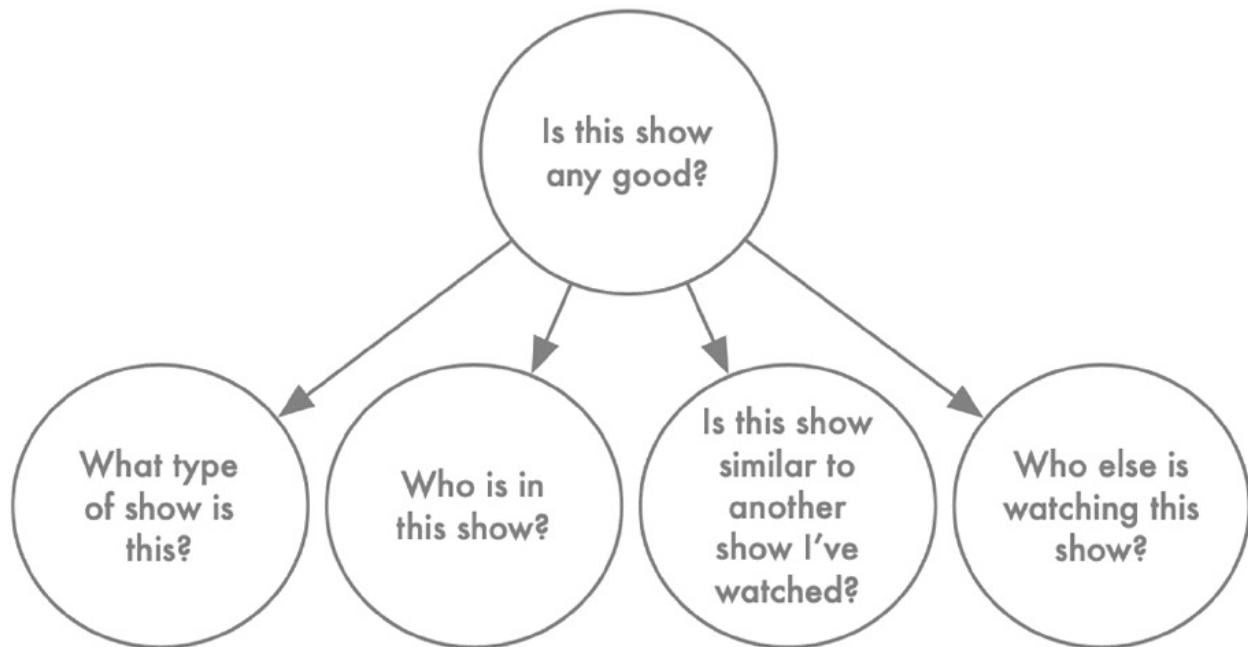 Is this show
any good?
What type
of show is
this?
Who is in
this show?
Is this show
similar to
another
show I've
watched?
Who else is
watching this
show?